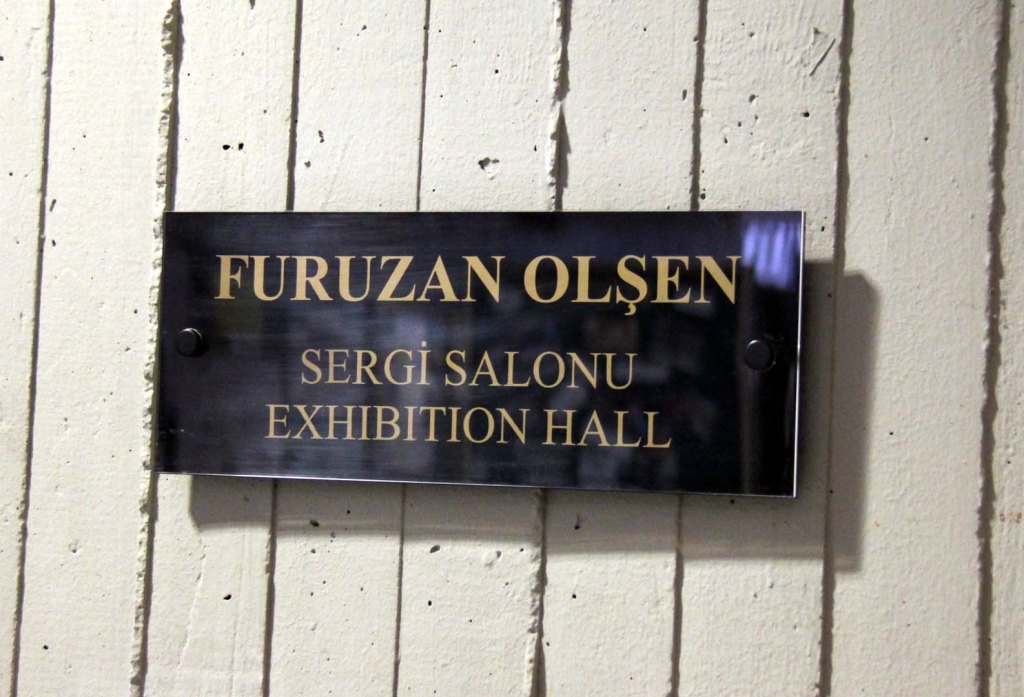 FURUZAN OLŞEN
SERGİ SALONU
EXHIBITION HALL